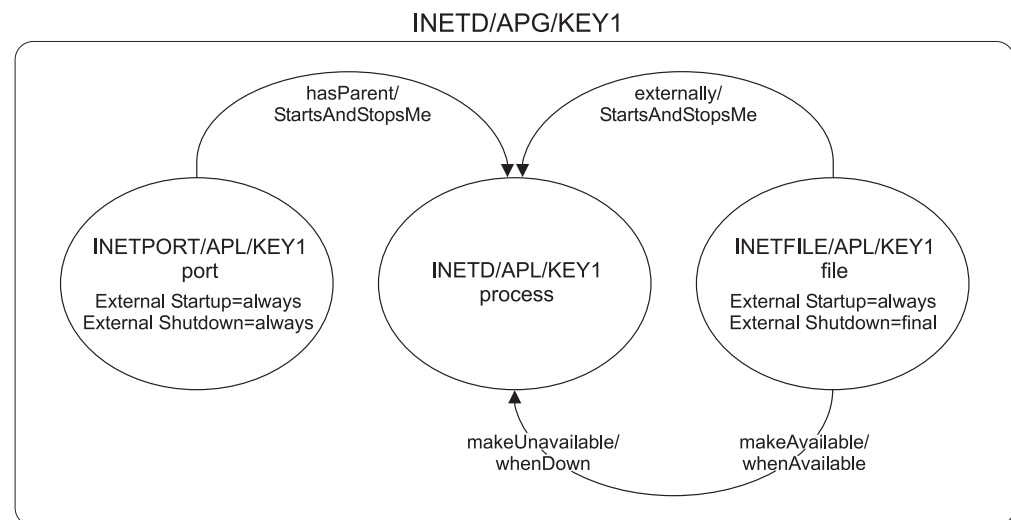 INETD/APG/KEY1
hasParent/
StartsAndStopsMe
externally/
StartsAndStopsMe
INETPORT/APL/KEY1
port
External Startup=always
External Shutdown=always
INETD/APL/KEY1
process
INETFILE/APL/KEY1
file
External Startup=always
External Shutdown=final
makeUnavailable/
whenDown
makeAvailable/
whenAvailable